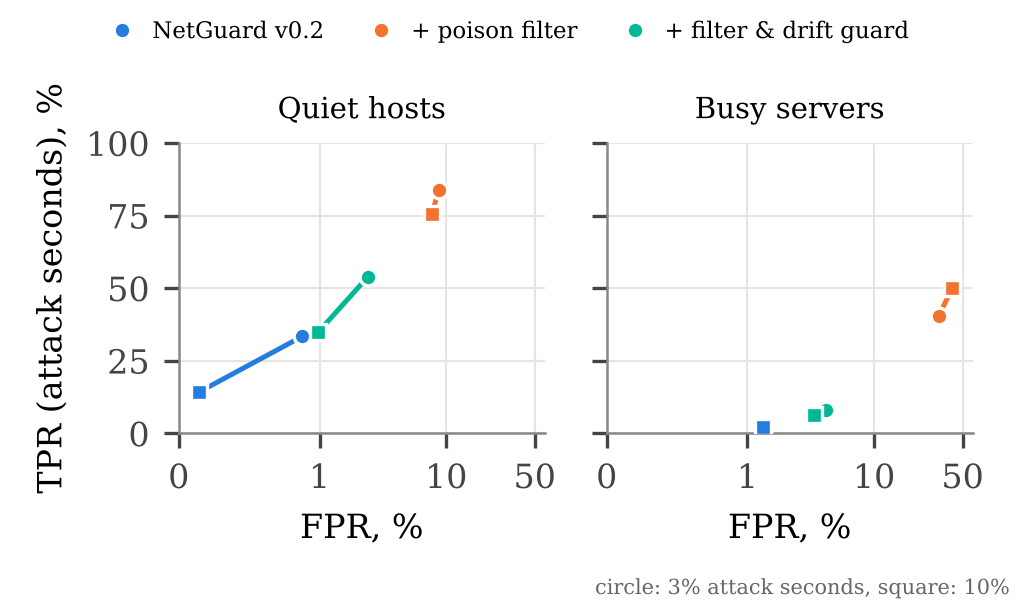 NetGuard v0.2 + poison filter + filter & drift guard
Quiet hosts Busy servers
TPR (attack seconds), %
100
75
50
25
0
0 1 10 50 0 1 10 50
FPR, % FPR, %
circle: 3% attack seconds, square: 10%